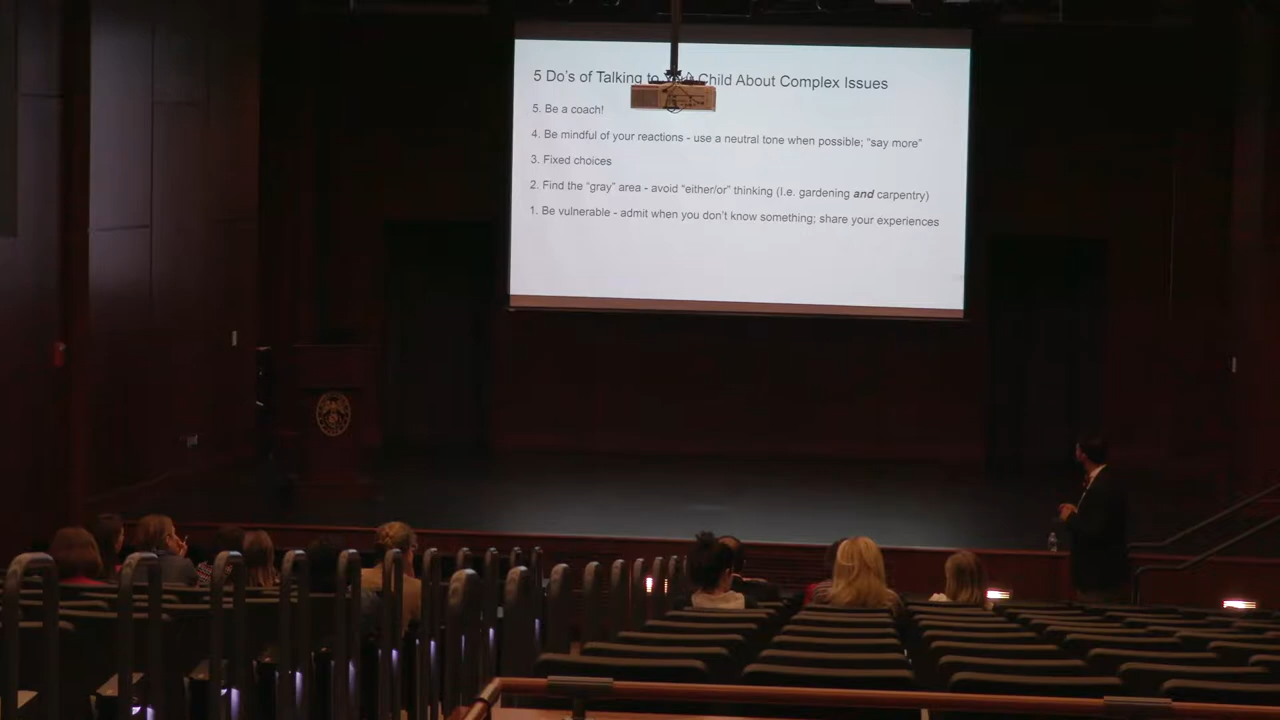 5 Do's of Talking to Your Child About Complex Issues
5. Be a coach!
4. Be mindful of your reactions - use a neutral tone when possible; "say more"
3. Fixed choices
2. Find the "gray" area - avoid "either/or" thinking (I.e. gardening and carpentry)
1. Be vulnerable - admit when you don't know something; share your experiences